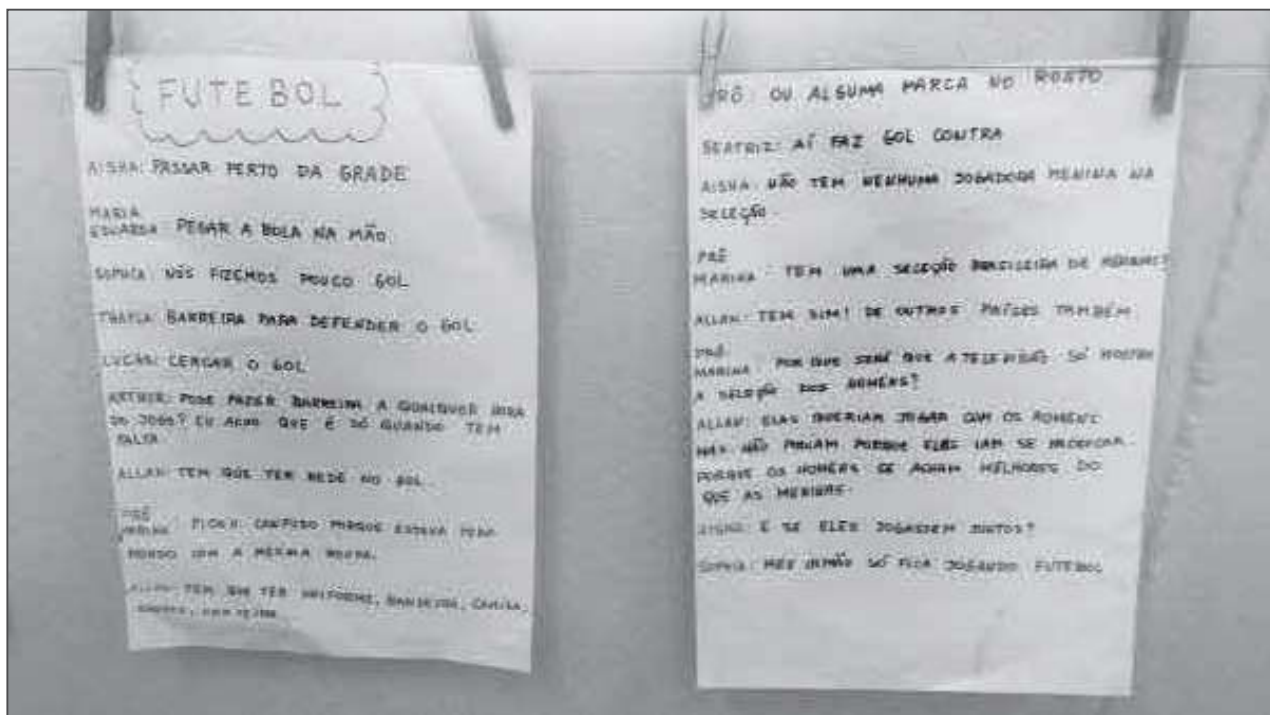 FUTEBOL
AISHA: PASSAR PERTO DA GRADE
MARIA
EDUARDA: PEGAR A BOLA NA MÃO
SOPHIA: NÓS FIZEMOS POUCO GOL
THAYLA: BARREIRA PARA DEFENDER O GOL
LUCAS: CERCAR O GOL
ARTHUR: PODE FAZER BARREIRA A QUALQUER HORA
DO JOGO? EU ACHO QUE É SÓ QUANDO TEM
FALTA
ALLAN: TEM QUE TER REDE NO GOL.
PRÔ
MARINA: FICOU CONFUSO PORQUE ESTAVA TODO
MUNDO COM A MESMA ROUPA.
ALLAN: TEM QUE TER UNIFORME, BANDEIRA,
PRÔ: OU ALGUMA MARCA NO ROSTO
BEATRIZ: AÍ FAZ GOL CONTRA
AISHA: NÃO TEM NENHUMA JOGADORA MENINA NA
SELEÇÃO.
PRÔ
MARINA: TEM UMA SELEÇÃO BRASILEIRA DE
ALLAN: TEM SIM! DE OUTROS PAÍSES TAMBÉM
PRÔ
MARINA: POR QUE SERÁ QUE A TELEVISÃO SÓ MOSTRA
A SELEÇÃO DOS HOMENS?
ALLAN: ELAS QUERIAM JOGAR COM OS HOMENS
MAS NÃO PODIAM PORQUE ELES IAM SE
PORQUE OS HOMENS SE ACHAM MELHORES DO
QUE AS MENINAS.
AISHA: E SE ELES JOGASSEM JUNTOS?
SOPHIA: MEU IRMÃO SÓ FICA JOGANDO FUTEBOL